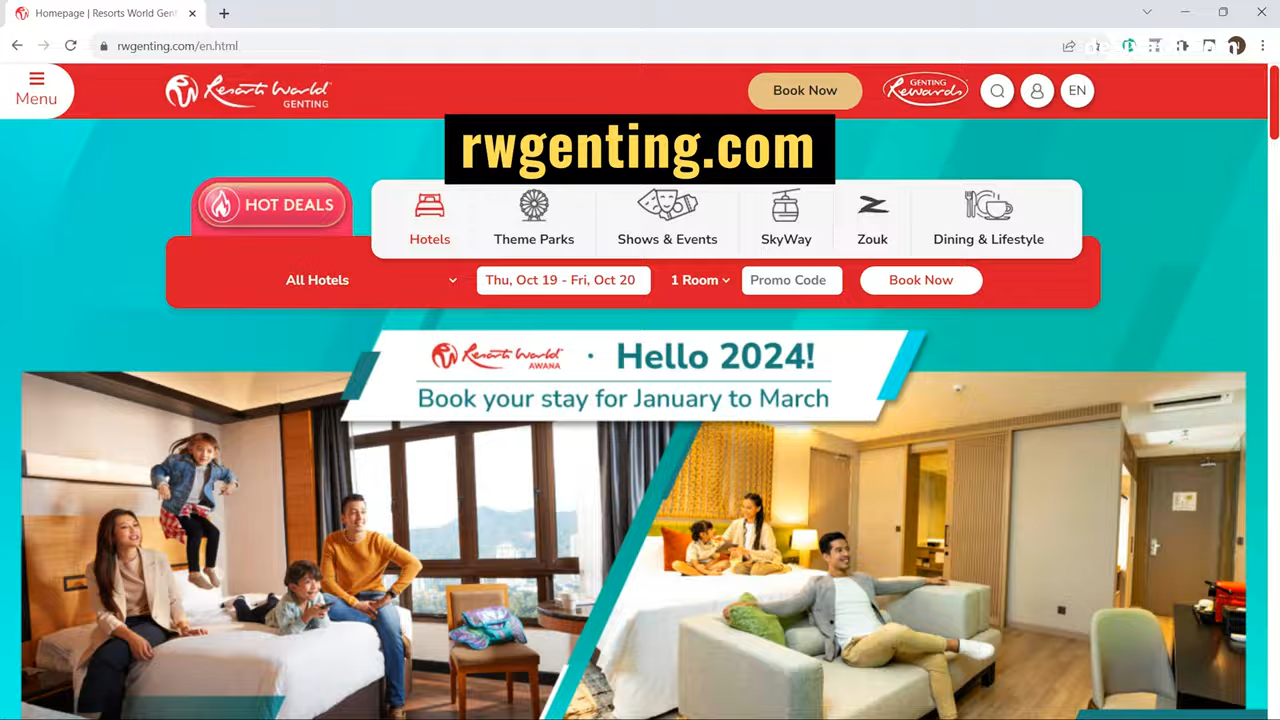 Homepage | Resorts World Gent
rwgenting.com/en.html
Menu
Resorts World
GENTING
Book Now
GENTING
Rewards
EN
rwgenting.com
HOT DEALS
Hotels
Theme Parks
Shows & Events
SkyWay
Zouk
Dining & Lifestyle
All Hotels
Thu, Oct 19 - Fri, Oct 20
1 Room
Promo Code
Book Now
Resorts World
AWANA
· Hello 2024!
Book your stay for January to March